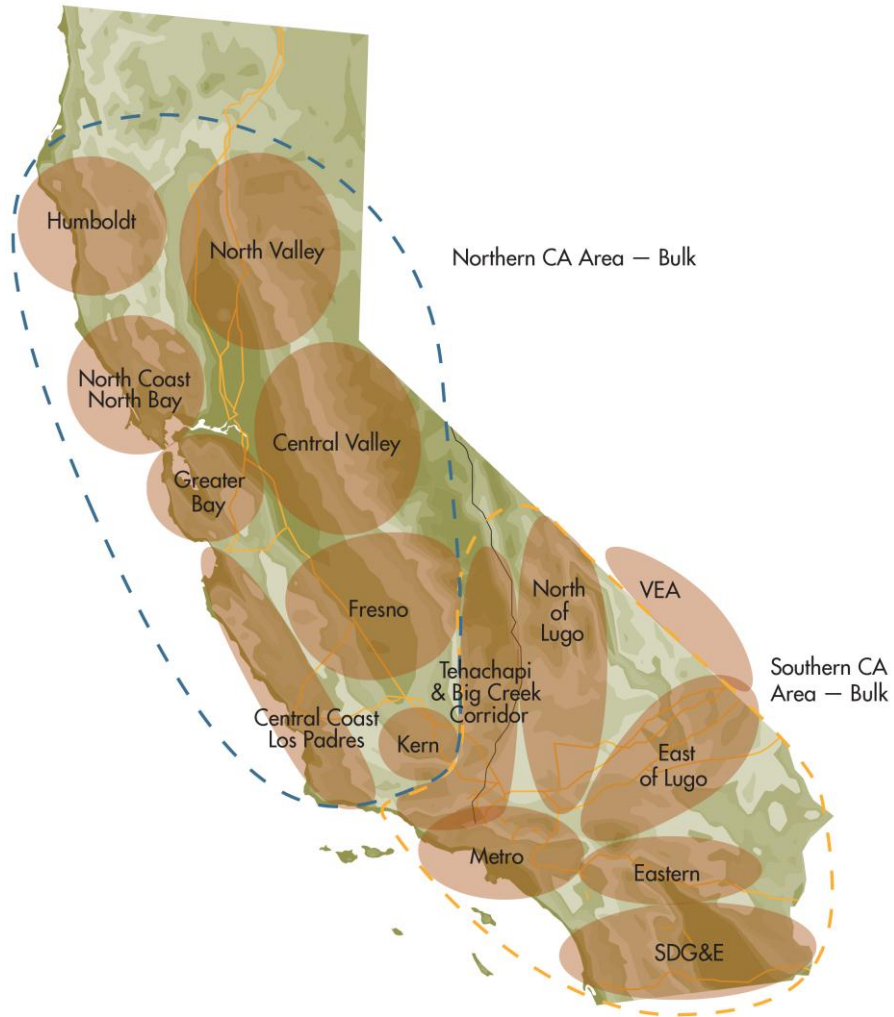 Humboldt
North Valley
Northern CA Area — Bulk
North Coast
North Bay
Central Valley
Greater
Bay
Fresno
North
of
Lugo
VEA
Tehachapi
& Big Creek
Corridor
Southern CA
Area — Bulk
Central Coast
Los Padres
Kern
East
of Lugo
Metro
Eastern
SDG&E